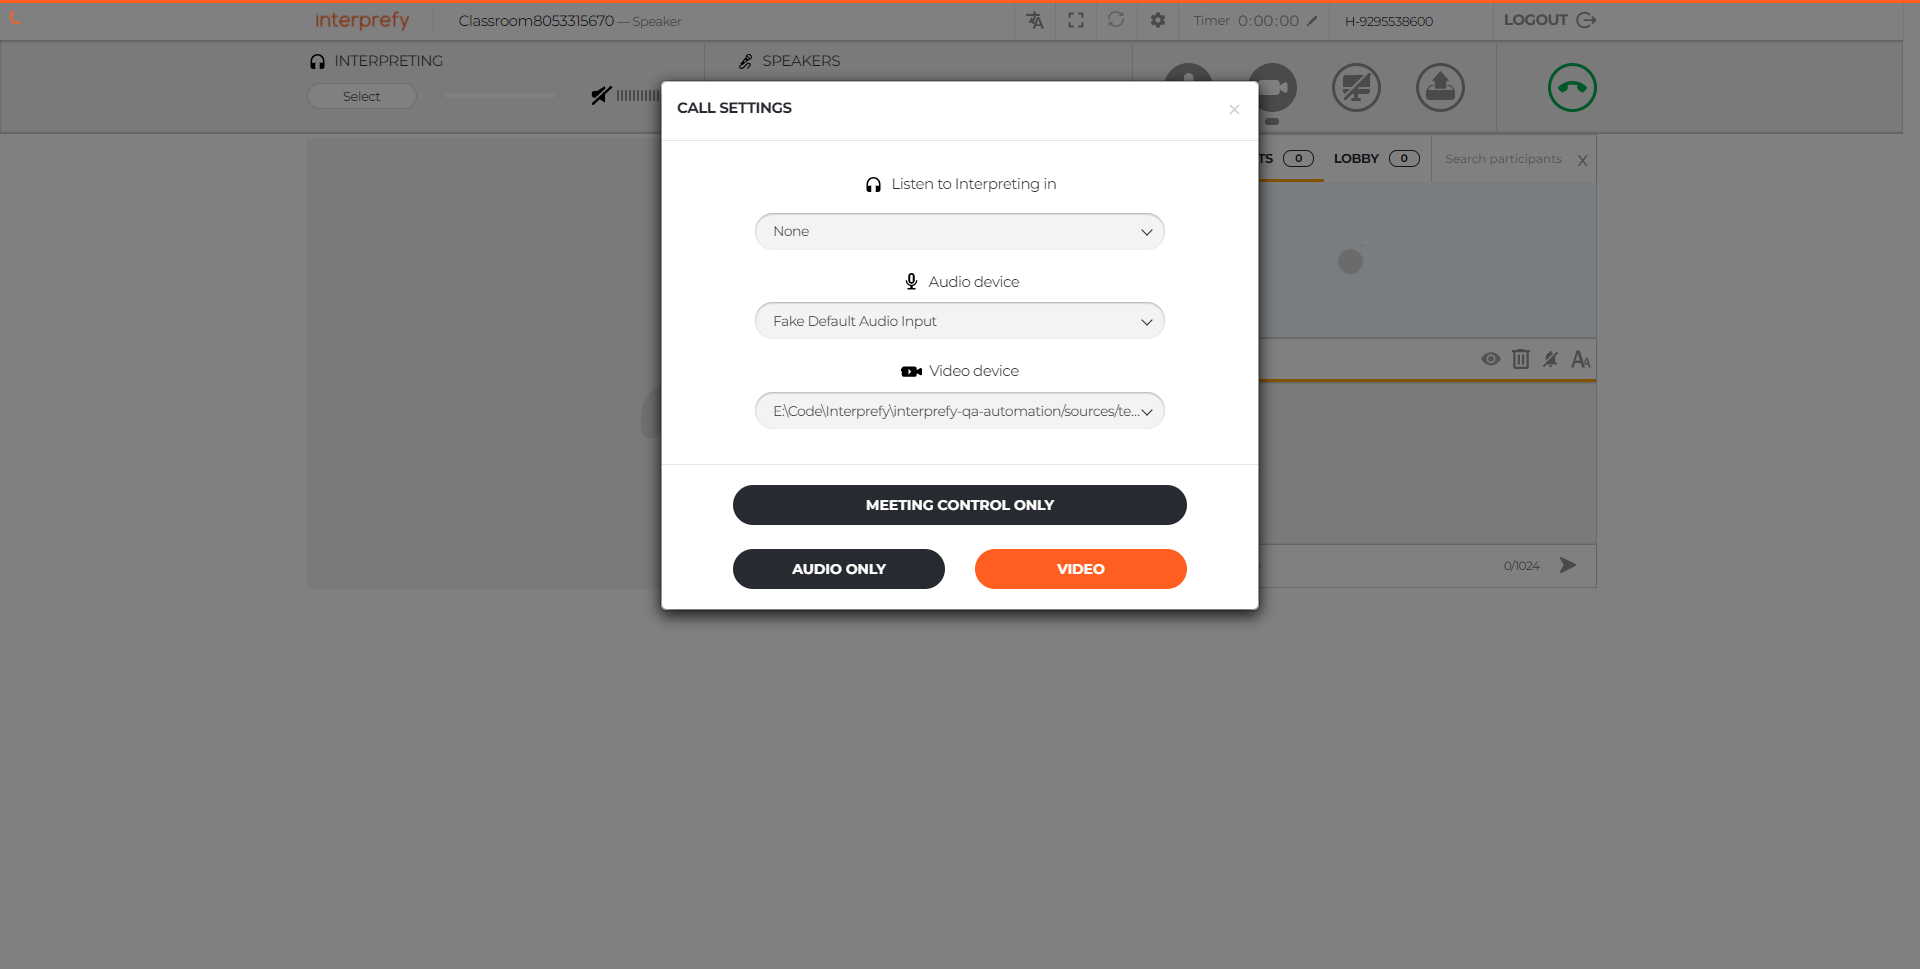 interprefy
Classroom8053315670 — Speaker
Timer 0:00:00
H-9295538600
LOGOUT
INTERPRETING
SPEAKERS
Select
CALL SETTINGS
×
TS 0
LOBBY 0
Search participants X
Listen to Interpreting in
None
Audio device
Fake Default Audio Input
Video device
E:\Code\Interprefy\interprefy-qa-automation/sources/te...
MEETING CONTROL ONLY
AUDIO ONLY
VIDEO
0/1024